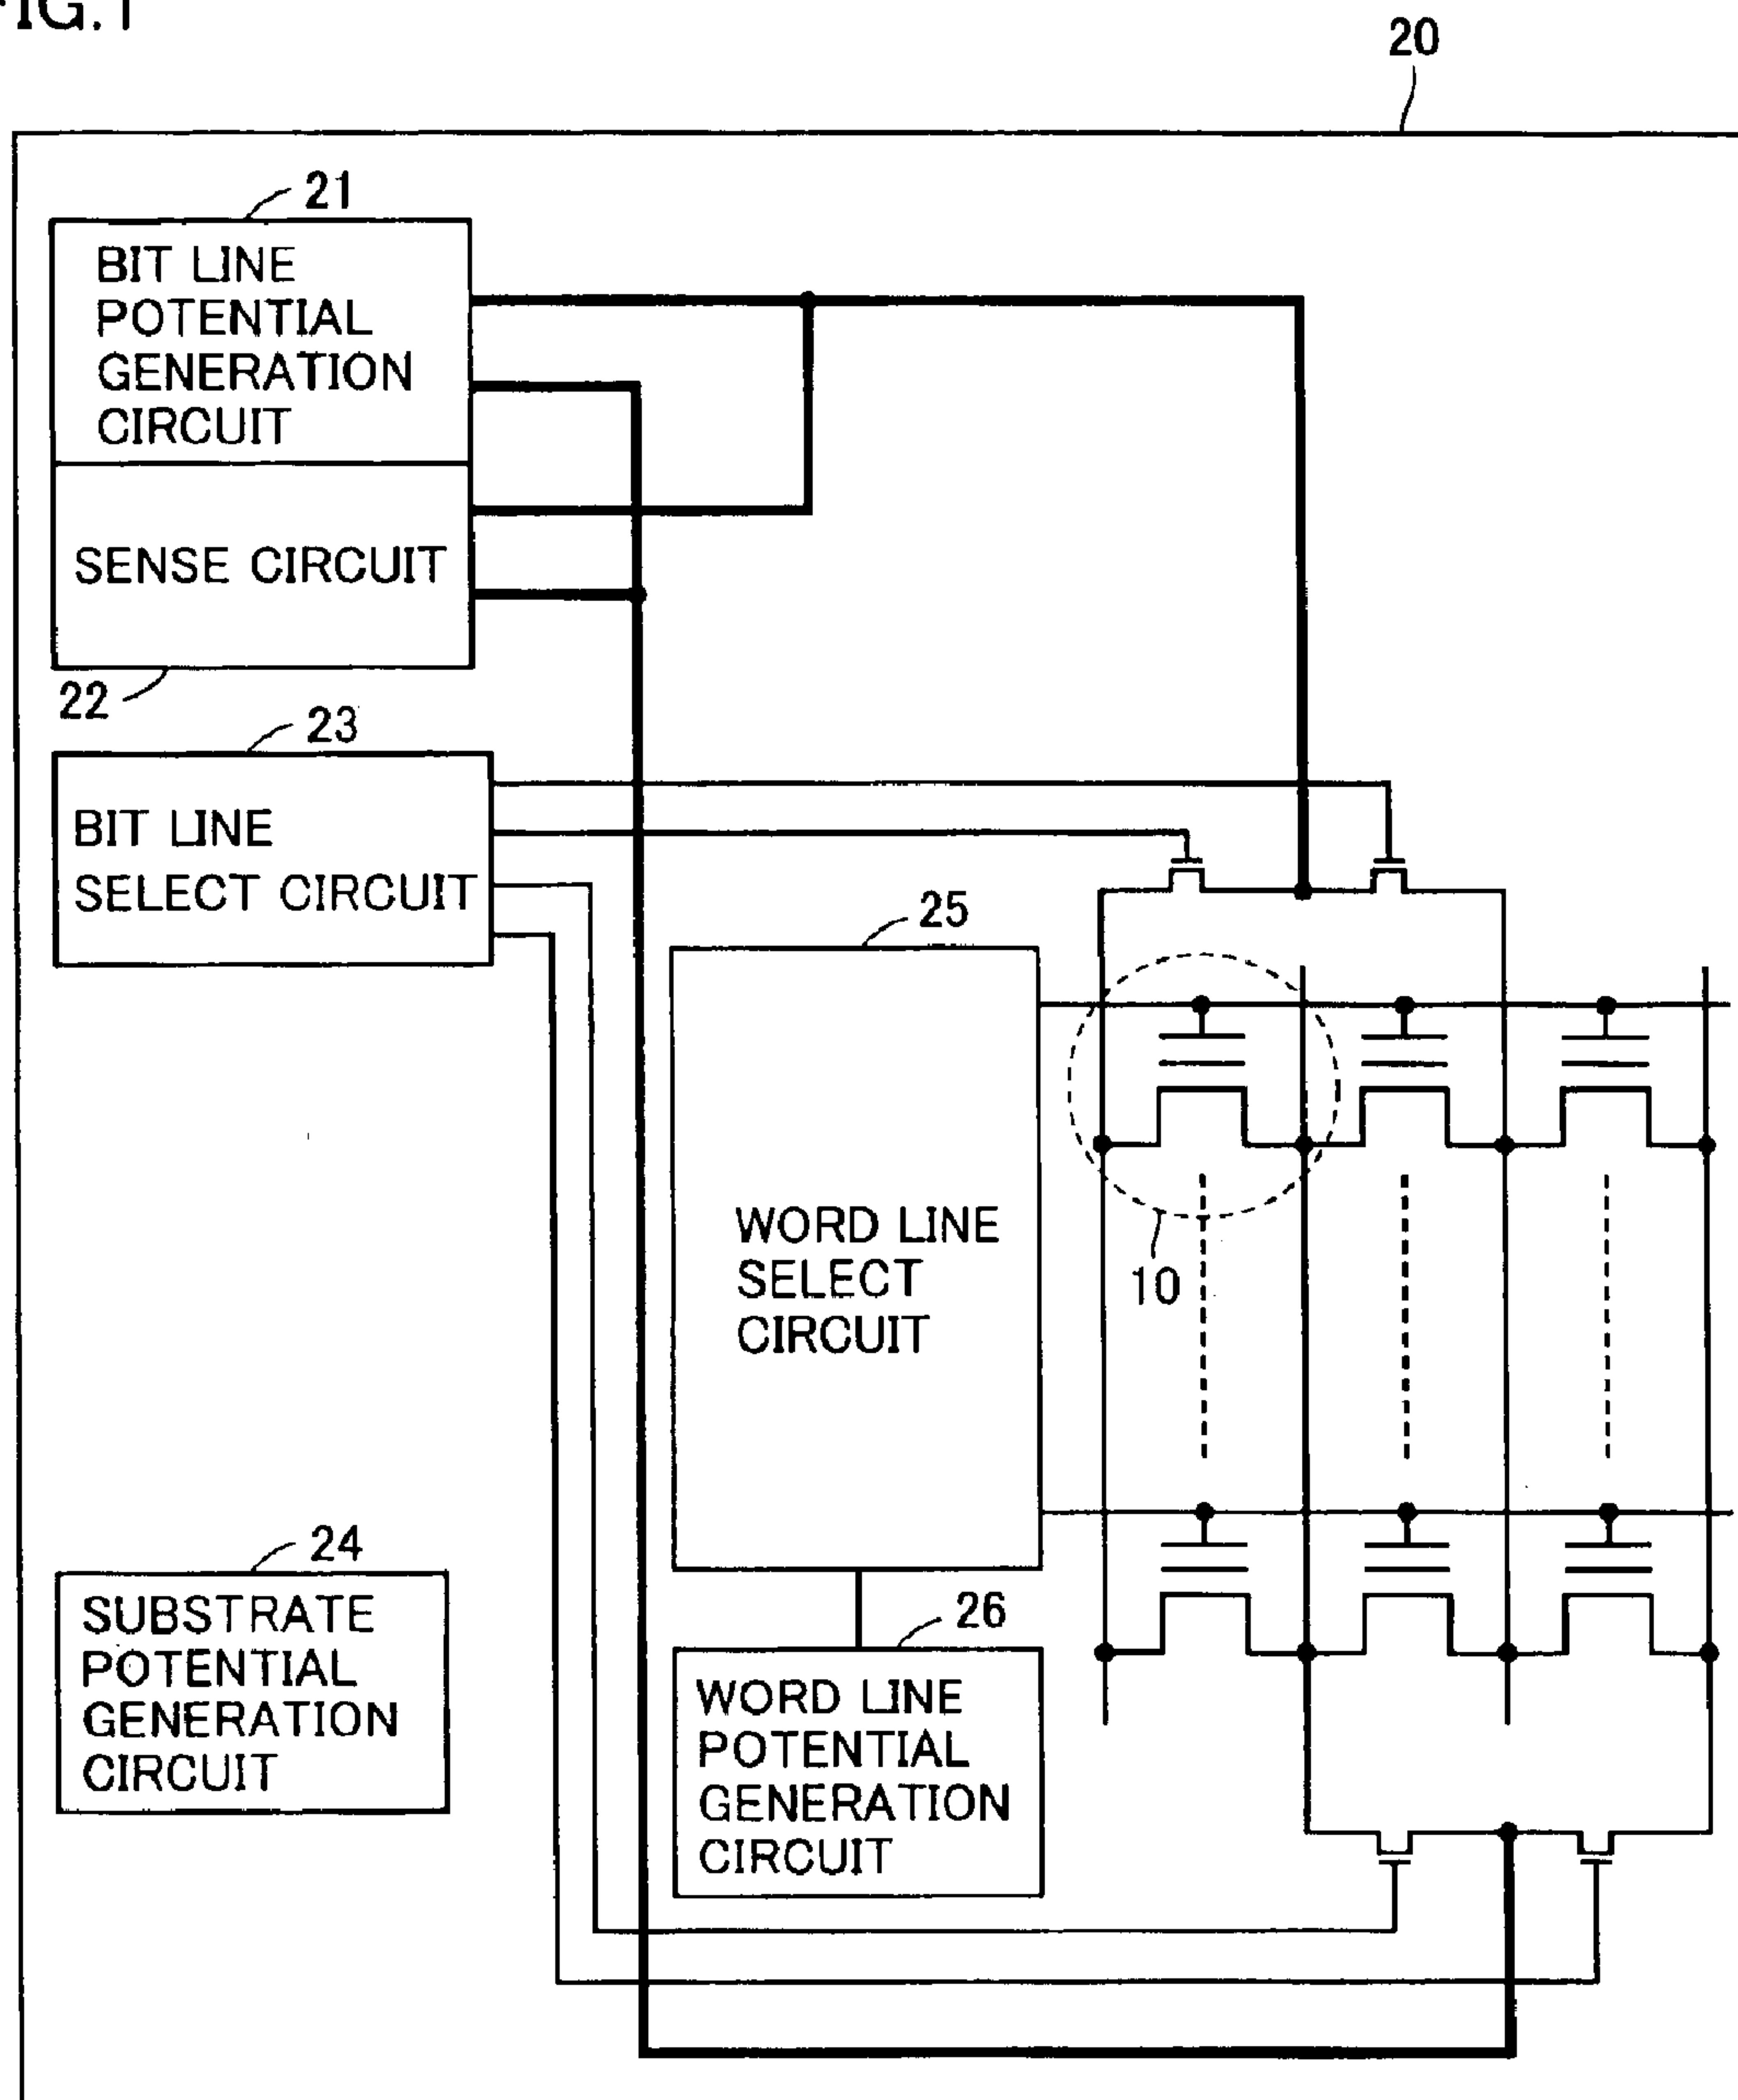 FIG.1
20
21
BIT LINE
POTENTIAL
GENERATION
CIRCUIT
SENSE CIRCUIT
22
23
BIT LINE
SELECT CIRCUIT
25
WORD LINE
SELECT
CIRCUIT
10
24
SUBSTRATE
POTENTIAL
GENERATION
CIRCUIT
26
WORD LINE
POTENTIAL
GENERATION
CIRCUIT